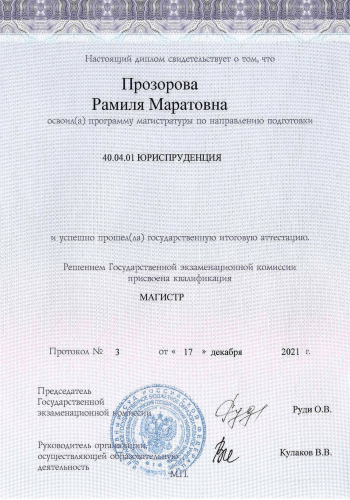 Настоящий диплом свидетельствует о том, что
Прозорова
Рамиля Маратовна
освоил(а) программу магистратуры по направлению подготовки
40.04.01 ЮРИСПРУДЕНЦИЯ
и успешно прошел(ла) государственную итоговую аттестацию.
Решением Государственной экзаменационной комиссии
присвоена квалификация
МАГИСТР
Протокол № 3 от « 17 » декабря 2021 г.
Председатель
Государственной
экзаменационной комиссии
Руди О.В.
Руководитель организации,
осуществляющей образовательную
деятельность
Кулаков В.В.
М.П.